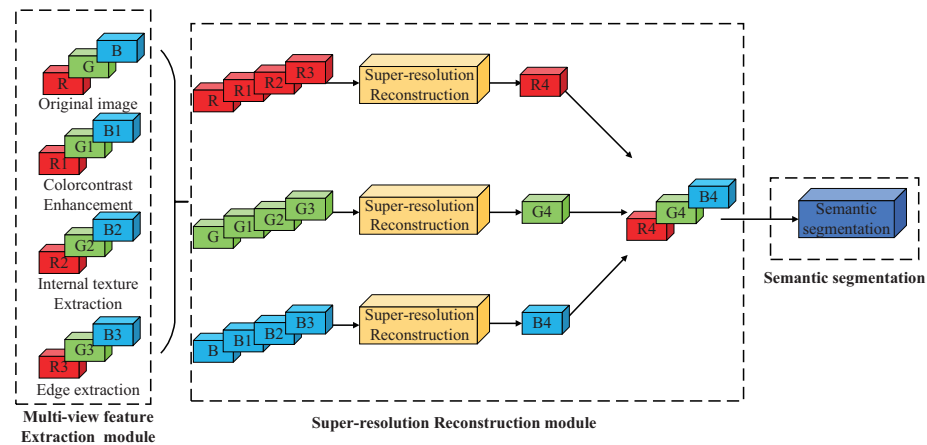 B
G
R
Original image
B1
G1
R1
Colorcontrast
Enhancement
B2
G2
R2
Internal texture
Extraction
B3
G3
R3
Edge extraction
Multi-view feature
Extraction module
R
R1
R2
R3
Super-resolution
Reconstruction
R4
G
G1
G2
G3
Super-resolution
Reconstruction
G4
B
B1
B2
B3
Super-resolution
Reconstruction
B4
R4
G4
B4
Super-resolution Reconstruction module
Semantic
segmentation
Semantic segmentation